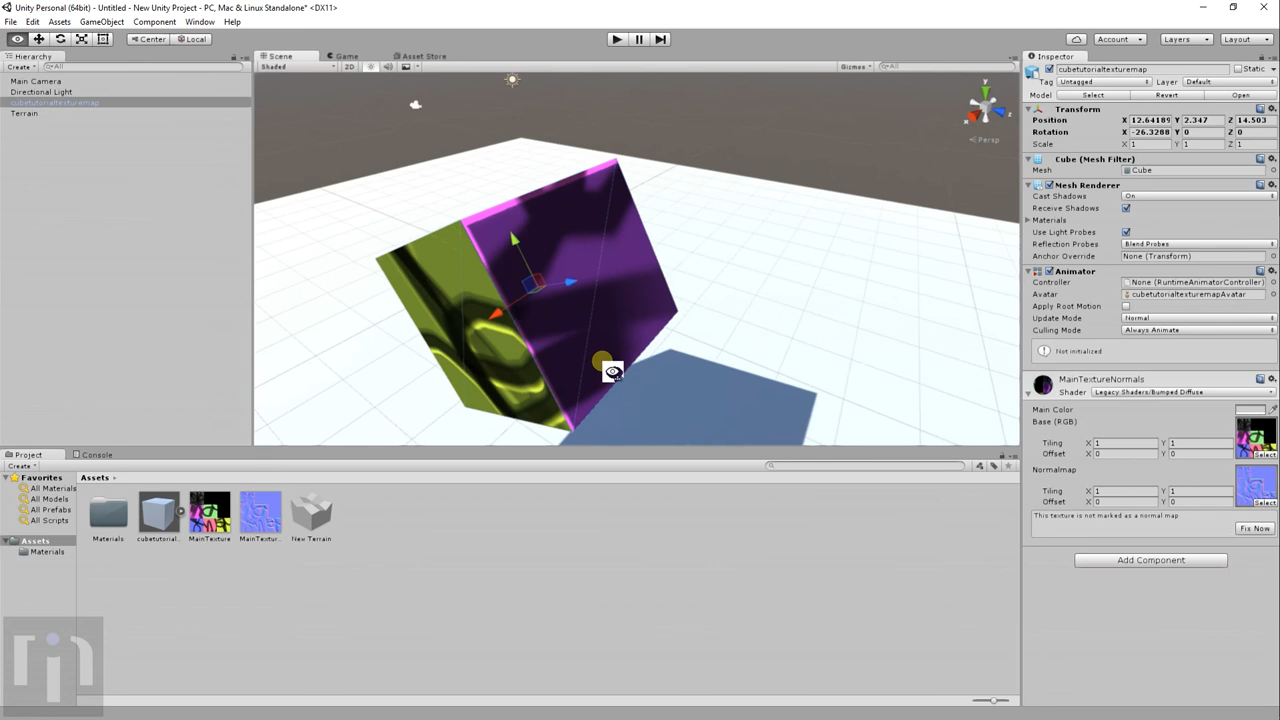 Unity Personal (64bit) - Untitled - New Unity Project - PC, Mac & Linux Standalone* <DX11>
File Edit Assets GameObject Component Window Help
Center Local Account Layers Layout
Hierarchy
Create All
Main Camera
Directional Light
cubetutorialtexturemap
Terrain
Scene Game Asset Store
Shaded 2D Gizmos All
y
z
x
Persp
Inspector
cubetutorialtexturemap Static
Tag Untagged Layer Default
Model Select Revert Open
Transform
Position X 12.64189 Y 2.347 Z 14.503
Rotation X -26.3288 Y 0 Z 0
Scale X 1 Y 1 Z 1
Cube (Mesh Filter)
Mesh Cube
Mesh Renderer
Cast Shadows On
Receive Shadows
Materials
Use Light Probes
Reflection Probes Blend Probes
Anchor Override None (Transform)
Animator
Controller None (RuntimeAnimatorController)
Avatar cubetutorialtexturemapAvatar
Apply Root Motion
Update Mode Normal
Culling Mode Always Animate
Not initialized
MainTextureNormals
Shader Legacy Shaders/Bumped Diffuse
Main Color
Base (RGB)
Tiling X 1 Y 1
Offset X 0 Y 0
Select
Normalmap
Tiling X 1 Y 1
Offset X 0 Y 0
Select
This texture is not marked as a normal map
Fix Now
Add Component
Project Console
Create
Favorites
All Materials
All Models
All Prefabs
All Scripts
Assets
Materials
Assets
Materials cubetutorial... MainTexture MainTextur... New Terrain